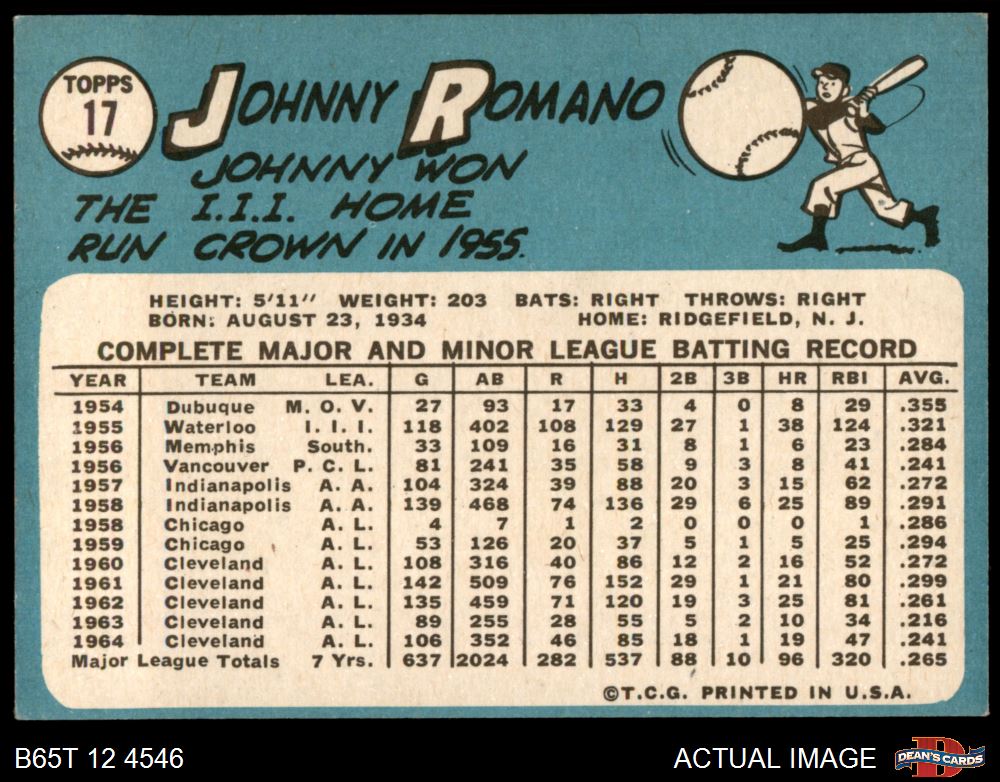 TOPPS
17
JOHNNY ROMANO
JOHNNY WON
THE I.I.I. HOME
RUN CROWN IN 1955.
HEIGHT: 5'11" WEIGHT: 203 BATS: RIGHT THROWS: RIGHT
BORN: AUGUST 23, 1934 HOME: RIDGEFIELD, N. J.
COMPLETE MAJOR AND MINOR LEAGUE BATTING RECORD
YEAR TEAM LEA. G AB R H 2B 3B HR RBI AVG.
1954 Dubuque M. O. V. 27 93 17 33 4 0 8 29 .355
1955 Waterloo I. I. I. 118 402 108 129 27 1 38 124 .321
1956 Memphis South. 33 109 16 31 8 1 6 23 .284
1956 Vancouver P. C. L. 81 241 35 58 9 3 8 41 .241
1957 Indianapolis A. A. 104 324 39 88 20 3 15 62 .272
1958 Indianapolis A. A. 139 468 74 136 29 6 25 89 .291
1958 Chicago A. L. 4 7 1 2 0 0 0 1 .286
1959 Chicago A. L. 53 126 20 37 5 1 5 25 .294
1960 Cleveland A. L. 108 316 40 86 12 2 16 52 .272
1961 Cleveland A. L. 142 509 76 152 29 1 21 80 .299
1962 Cleveland A. L. 135 459 71 120 19 3 25 81 .261
1963 Cleveland A. L. 89 255 28 55 5 2 10 34 .216
1964 Cleveland A. L. 106 352 46 85 18 1 19 47 .241
Major League Totals 7 Yrs. 637 2024 282 537 88 10 96 320 .265
©T.C.G. PRINTED IN U.S.A.
B65T 12 4546 ACTUAL IMAGE
D
DEAN'S CARDS